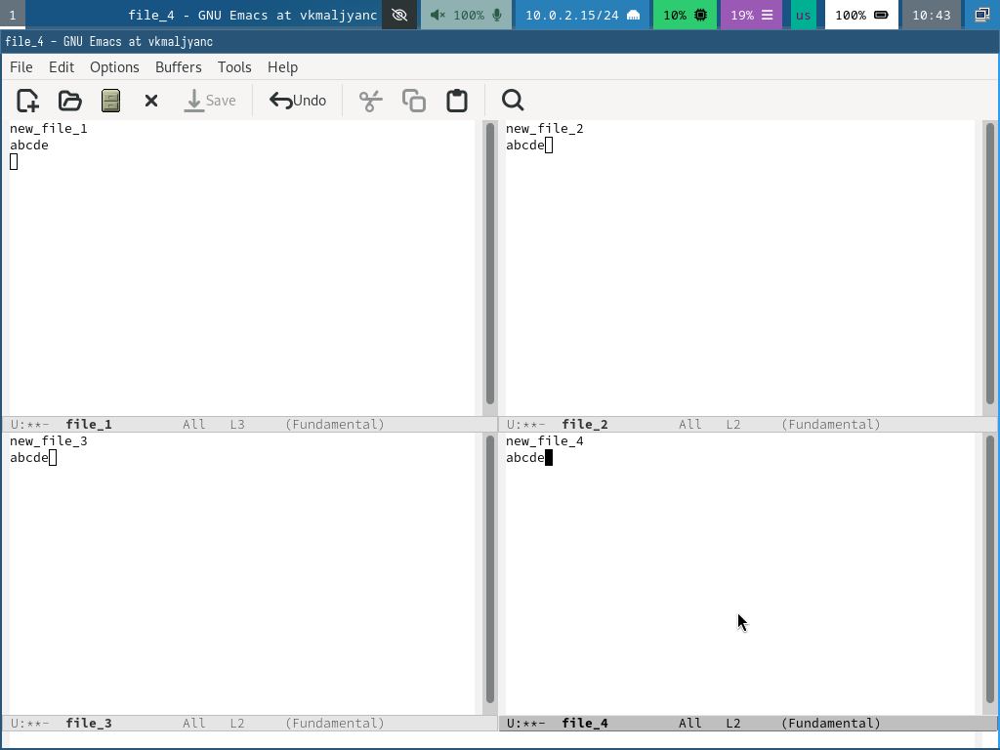 1 file_4 - GNU Emacs at vkmaljyanc 100% 10.0.2.15/24 10% 19% us 100% 10:43
file_4 - GNU Emacs at vkmaljyanc
File Edit Options Buffers Tools Help
Save Undo
new_file_1
abcde
U:**- file_1 All L3 (Fundamental)
new_file_2
abcde
U:**- file_2 All L2 (Fundamental)
new_file_3
abcde
U:**- file_3 All L2 (Fundamental)
new_file_4
abcde
U:**- file_4 All L2 (Fundamental)